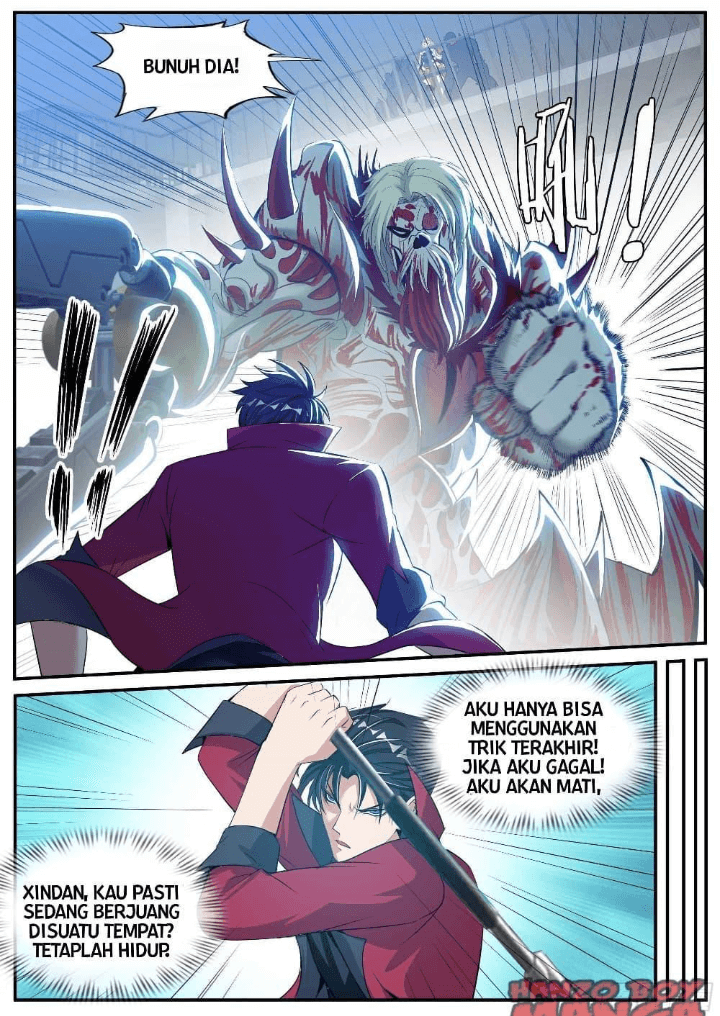 BUNUH DIA!
AKU HANYA BISA
MENGGUNAKAN
TRIK TERAKHIR!
JIKA AKU GAGAL!
AKU AKAN MATI,
XINDAN, KAU PASTI
SEDANG BERJUANG
DISUATU TEMPAT?
TETAPLAH HIDUP.
HANZO BOY
MANGA